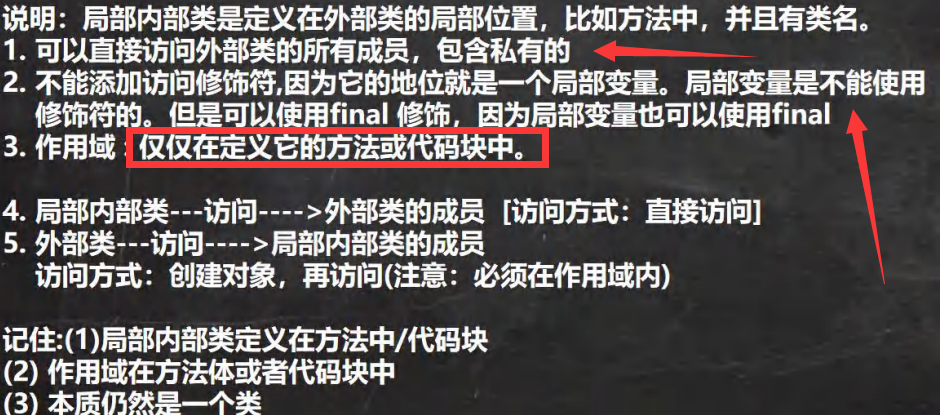 说明：局部内部类是定义在外部类的局部位置，比如方法中，并且有类名。
1. 可以直接访问外部类的所有成员，包含私有的
2. 不能添加访问修饰符,因为它的地位就是一个局部变量。局部变量是不能使用
修饰符的。但是可以使用final 修饰，因为局部变量也可以使用final
3. 作用域 : 仅仅在定义它的方法或代码块中。
4. 局部内部类---访问---->外部类的成员 [访问方式：直接访问]
5. 外部类---访问---->局部内部类的成员
访问方式：创建对象，再访问(注意：必须在作用域内)
记住:(1)局部内部类定义在方法中/代码块
(2) 作用域在方法体或者代码块中
(3) 本质仍然是一个类